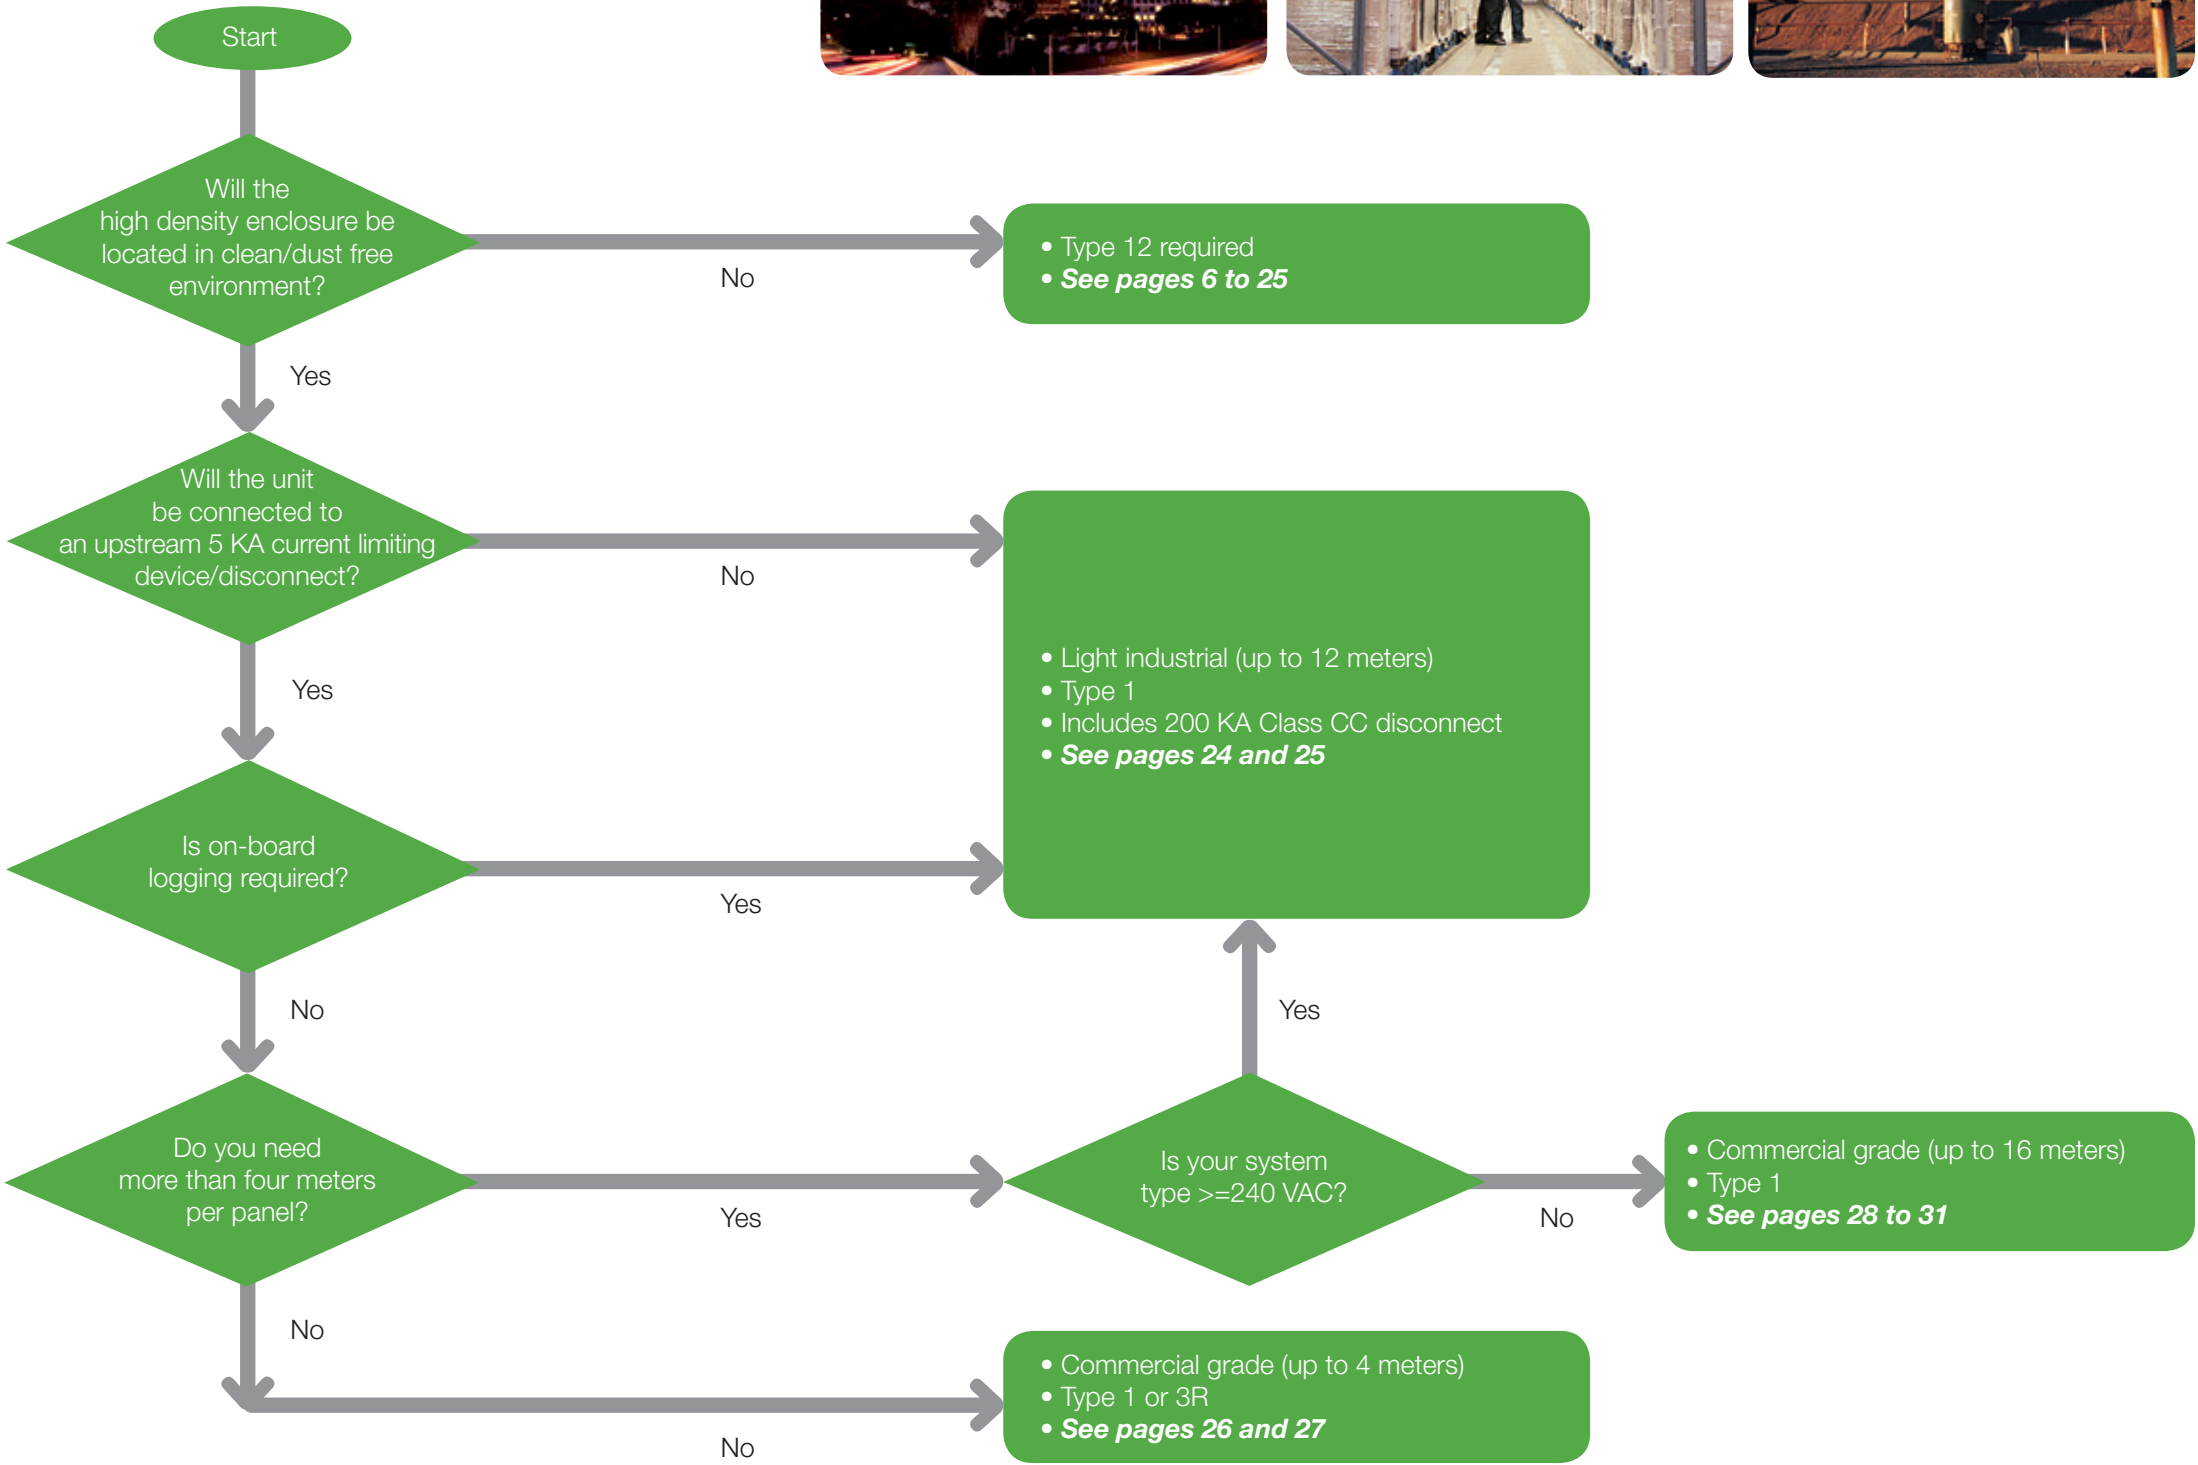 Start
Will the
high density enclosure be
located in clean/dust free
environment?
No
• Type 12 required
• See pages 6 to 25
Yes
Will the unit
be connected to
an upstream 5 KA current limiting
device/disconnect?
No
• Light industrial (up to 12 meters)
• Type 1
• Includes 200 KA Class CC disconnect
• See pages 24 and 25
Yes
Is on-board
logging required?
Yes
No
Yes
Do you need
more than four meters
per panel?
Yes
Is your system
type >=240 VAC?
No
• Commercial grade (up to 16 meters)
• Type 1
• See pages 28 to 31
No
• Commercial grade (up to 4 meters)
• Type 1 or 3R
• See pages 26 and 27
No